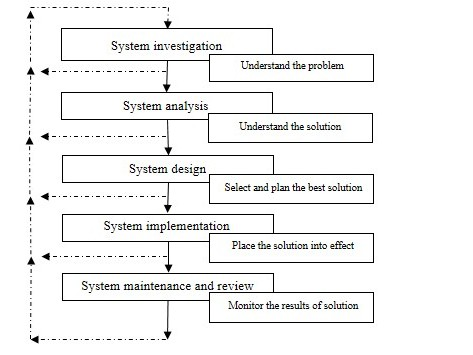 System investigation
Understand the problem
System analysis
Understand the solution
System design
Select and plan the best solution
System implementation
Place the solution into effect
System maintenance and review
Monitor the results of solution